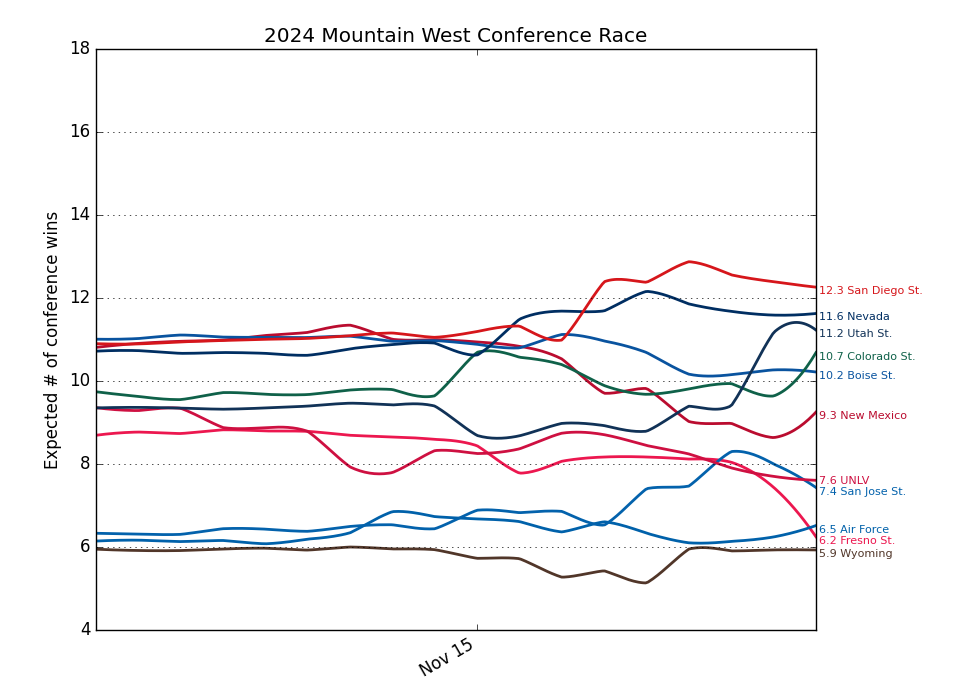 2024 Mountain West Conference Race
Expected # of conference wins
18
16
14
12
10
8
6
4
Nov 15
12.3 San Diego St.
11.6 Nevada
11.2 Utah St.
10.7 Colorado St.
10.2 Boise St.
9.3 New Mexico
7.6 UNLV
7.4 San Jose St.
6.5 Air Force
6.2 Fresno St.
5.9 Wyoming